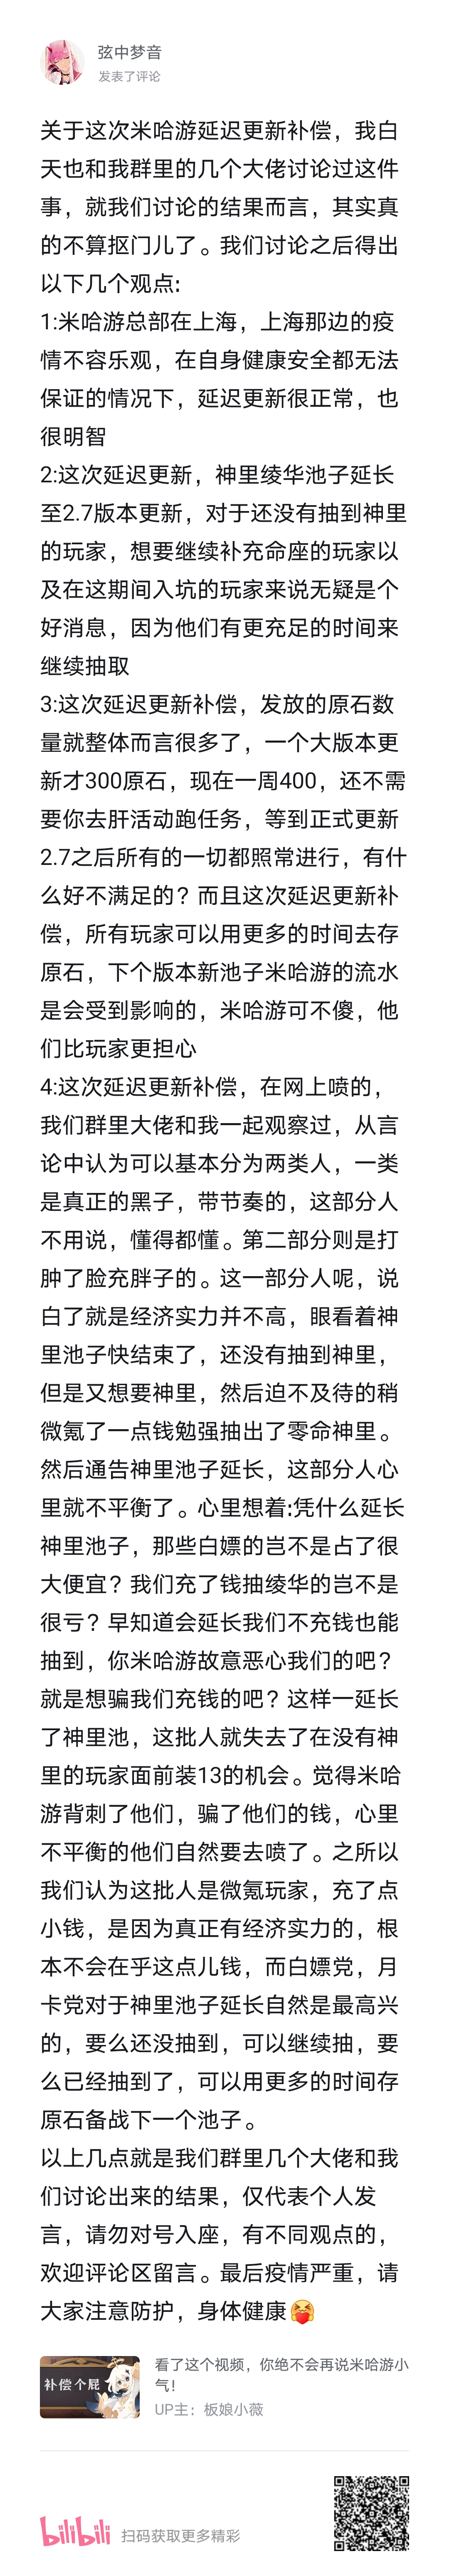 弦中梦音
发表了评论
关于这次米哈游延迟更新补偿，我白
天也和我群里的几个大佬讨论过这件
事，就我们讨论的结果而言，其实真
的不算抠门儿了。我们讨论之后得出
以下几个观点:
1:米哈游总部在上海，上海那边的疫
情不容乐观，在自身健康安全都无法
保证的情况下，延迟更新很正常，也
很明智
2:这次延迟更新，神里绫华池子延长
至2.7版本更新，对于还没有抽到神里
的玩家，想要继续补充命座的玩家以
及在这期间入坑的玩家来说无疑是个
好消息，因为他们有更充足的时间来
继续抽取
3:这次延迟更新补偿，发放的原石数
量就整体而言很多了，一个大版本更
新才300原石，现在一周400，还不需
要你去肝活动跑任务，等到正式更新
2.7之后所有的一切都照常进行，有什
么好不满足的？而且这次延迟更新补
偿，所有玩家可以用更多的时间去存
原石，下个版本新池子米哈游的流水
是会受到影响的，米哈游可不傻，他
们比玩家更担心
4:这次延迟更新补偿，在网上喷的，
我们群里大佬和我一起观察过，从言
论中认为可以基本分为两类人，一类
是真正的黑子，带节奏的，这部分人
不用说，懂得都懂。第二部分则是打
肿了脸充胖子的。这一部分人呢，说
白了就是经济实力并不高，眼看着神
里池子快结束了，还没有抽到神里，
但是又想要神里，然后迫不及待的稍
微氪了一点钱勉强抽出了零命神里。
然后通告神里池子延长，这部分人心
里就不平衡了。心里想着:凭什么延长
神里池子，那些白嫖的岂不是占了很
大便宜？我们充了钱抽绫华的岂不是
很亏？早知道会延长我们不充钱也能
抽到，你米哈游故意恶心我们的吧？
就是想骗我们充钱的吧？这样一延长
了神里池，这批人就失去了在没有神
里的玩家面前装13的机会。觉得米哈
游背刺了他们，骗了他们的钱，心里
不平衡的他们自然要去喷了。之所以
我们认为这批人是微氪玩家，充了点
小钱，是因为真正有经济实力的，根
本不会在乎这点儿钱，而白嫖党，月
卡党对于神里池子延长自然是最高兴
的，要么还没抽到，可以继续抽，要
么已经抽到了，可以用更多的时间存
原石备战下一个池子。
以上几点就是我们群里几个大佬和我
们讨论出来的结果，仅代表个人发
言，请勿对号入座，有不同观点的，
欢迎评论区留言。最后疫情严重，请
大家注意防护，身体健康
补偿个屁
看了这个视频，你绝不会再说米哈游小
气！
UP主：板娘小薇
bilibili 扫码获取更多精彩